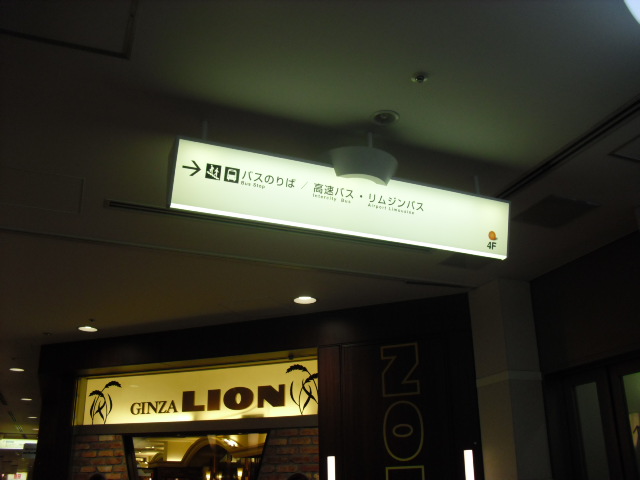 バスのりば / 高速バス・リムジンバス
Bus Stop Intercity Bus Airport Limousine
4F
GINZA LION
LION